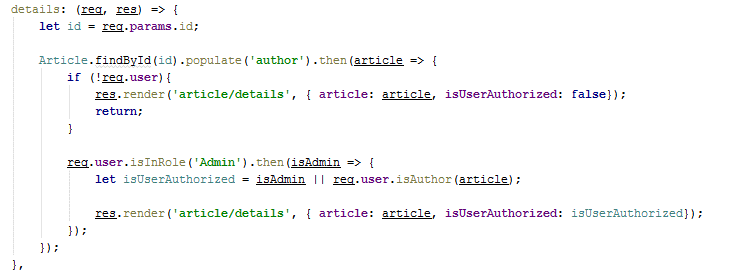 details: (req, res) => {
    let id = req.params.id;

    Article.findById(id).populate('author').then(article => {
        if (!req.user){
            res.render('article/details', { article: article, isUserAuthorized: false});
            return;
        }

        req.user.isInRole('Admin').then(isAdmin => {
            let isUserAuthorized = isAdmin || req.user.isAuthor(article);

            res.render('article/details', { article: article, isUserAuthorized: isUserAuthorized});
        });
    });
},